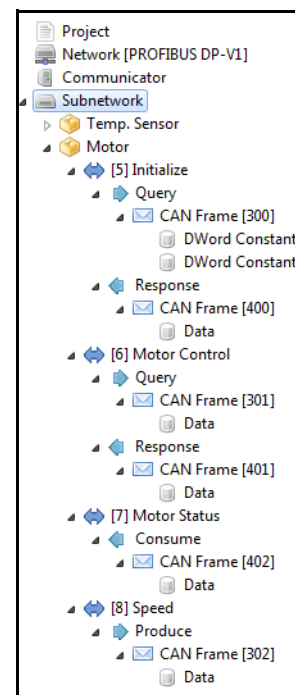 Project
Network [PROFIBUS DP-V1]
Communicator
Subnetwork
Temp. Sensor
Motor
[5] Initialize
Query
CAN Frame [300]
DWord Constant
DWord Constant
Response
CAN Frame [400]
Data
[6] Motor Control
Query
CAN Frame [301]
Data
Response
CAN Frame [401]
Data
[7] Motor Status
Consume
CAN Frame [402]
Data
[8] Speed
Produce
CAN Frame [302]
Data